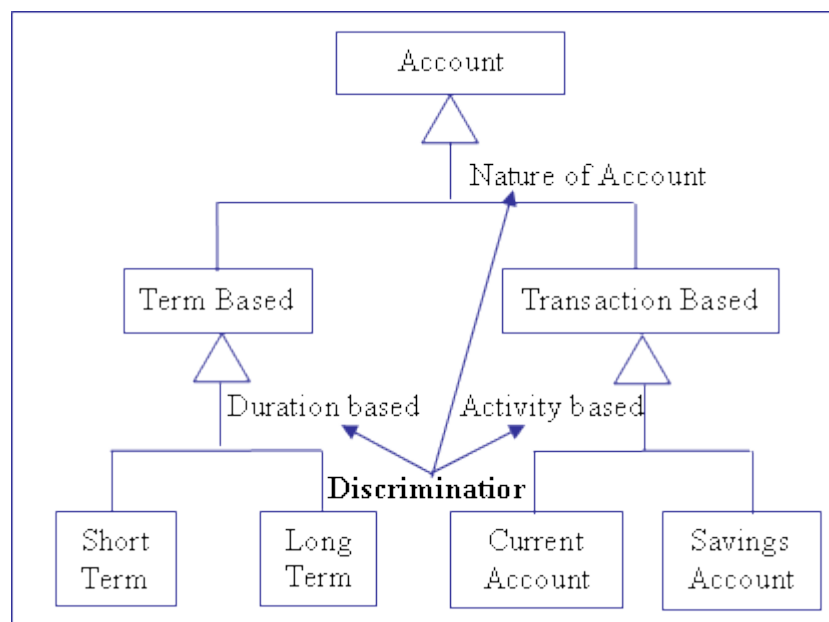 Account
Nature of Account
Term Based
Transaction Based
Duration based
Activity based
Discriminatior
Short
Term
Long
Term
Current
Account
Savings
Account